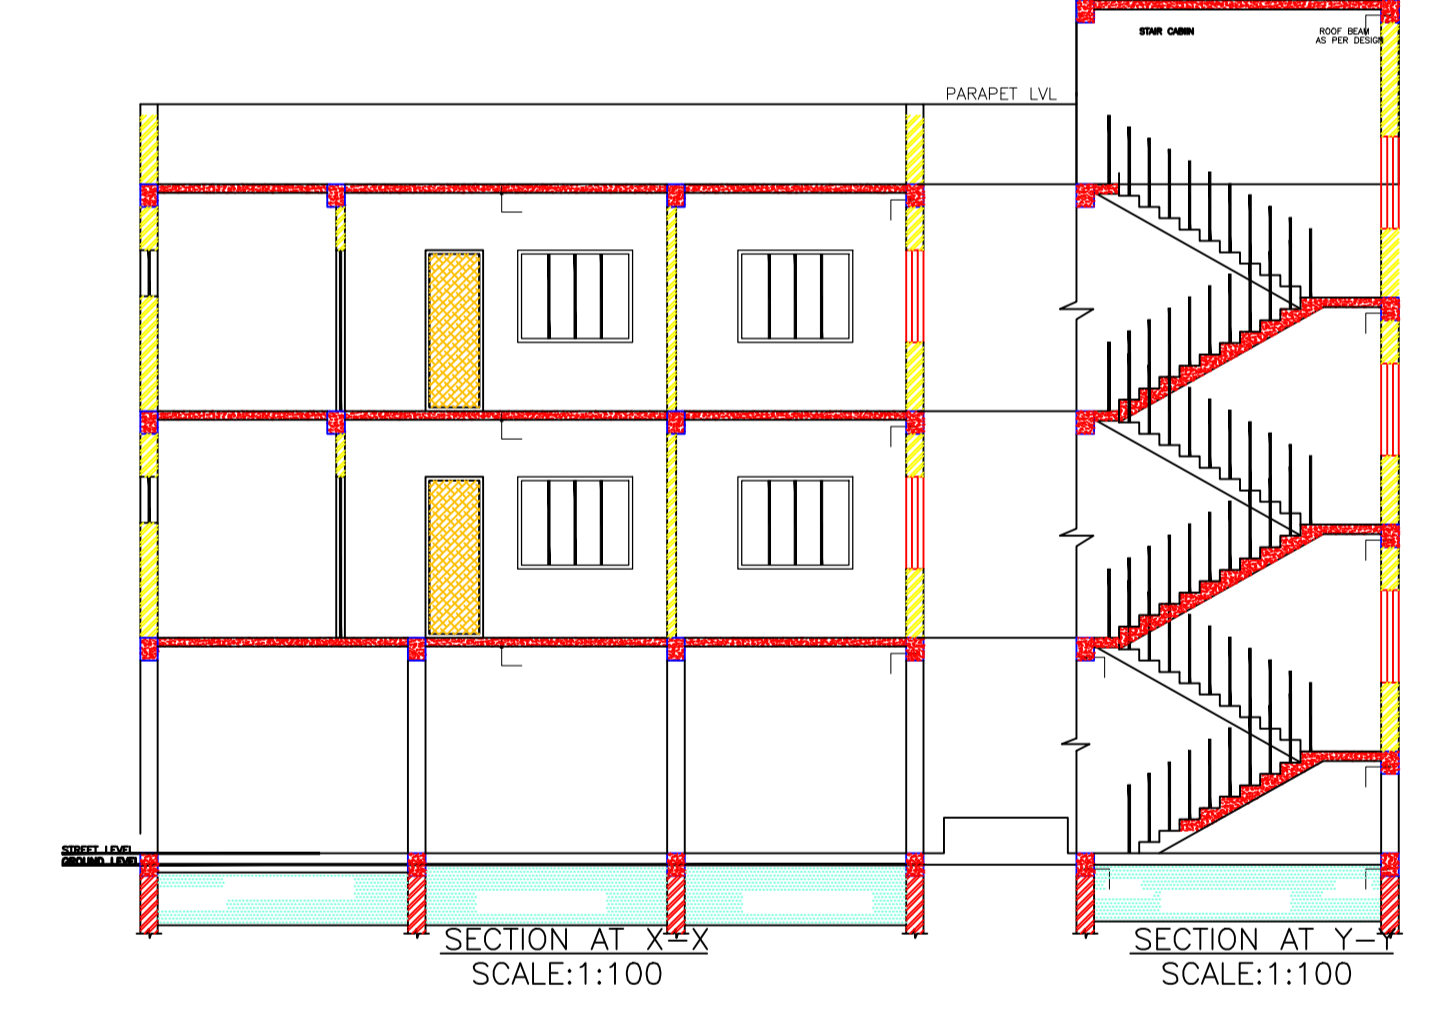 STAIR CABIIN
ROOF BEAM
AS PER DESIGN
PARAPET LVL
STREET LEVEL
GROUND LEVEL
SECTION AT X-X
SCALE:1:100
SECTION AT Y-Y
SCALE:1:100